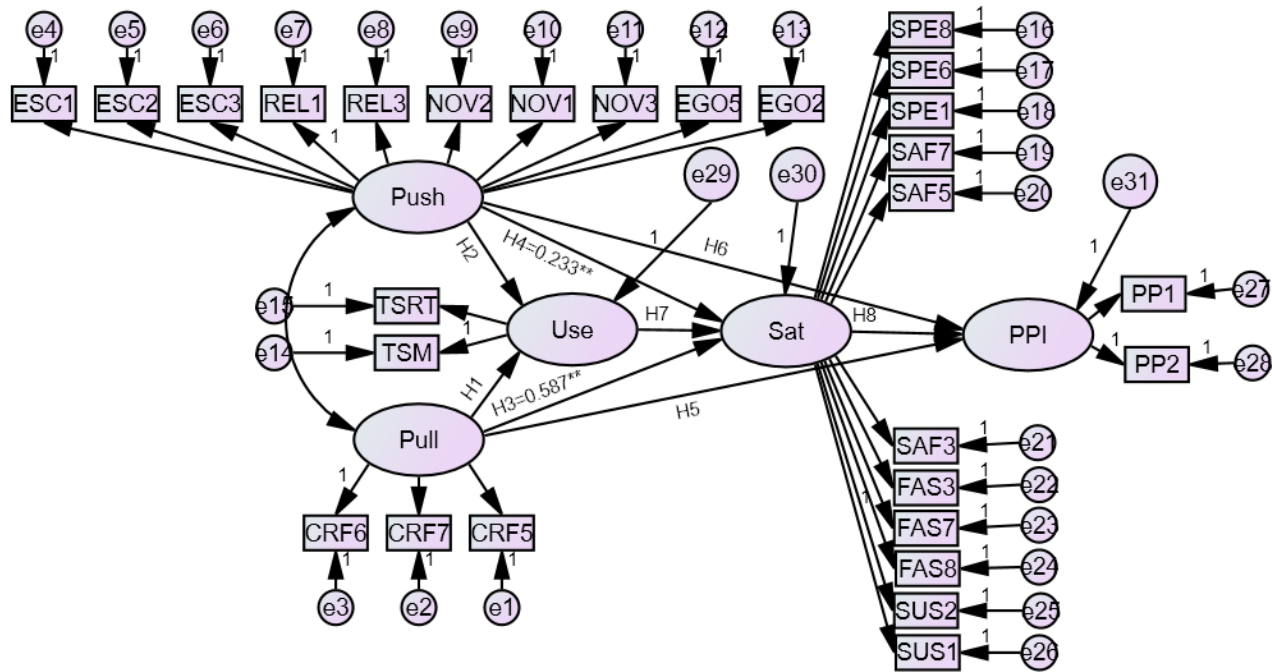 e4 e5 e6 e7 e8 e9 e10 e11 e12 e13
1 1 1 1 1 1 1 1 1 1
ESC1 ESC2 ESC3 REL1 REL3 NOV2 NOV1 NOV3 EGO5 EGO2
1
Push
e29
e30
SPE8 1 e16
SPE6 1 e17
SPE1 1 e18
SAF7 1 e19
SAF5 1 e20
e31
H2
H4=0.233**
1
H6
1
1
e15 1 TSRT
e14 1 TSM
1
Use
H7
Sat
H8
PPI
PP1 1 e27
1
PP2 1 e28
H1
H3=0.587**
H5
Pull
1
CRF6 CRF7 CRF5
1 1 1
e3 e2 e1
SAF3 1 e21
FAS3 1 e22
1
FAS7 1 e23
FAS8 1 e24
SUS2 1 e25
SUS1 1 e26